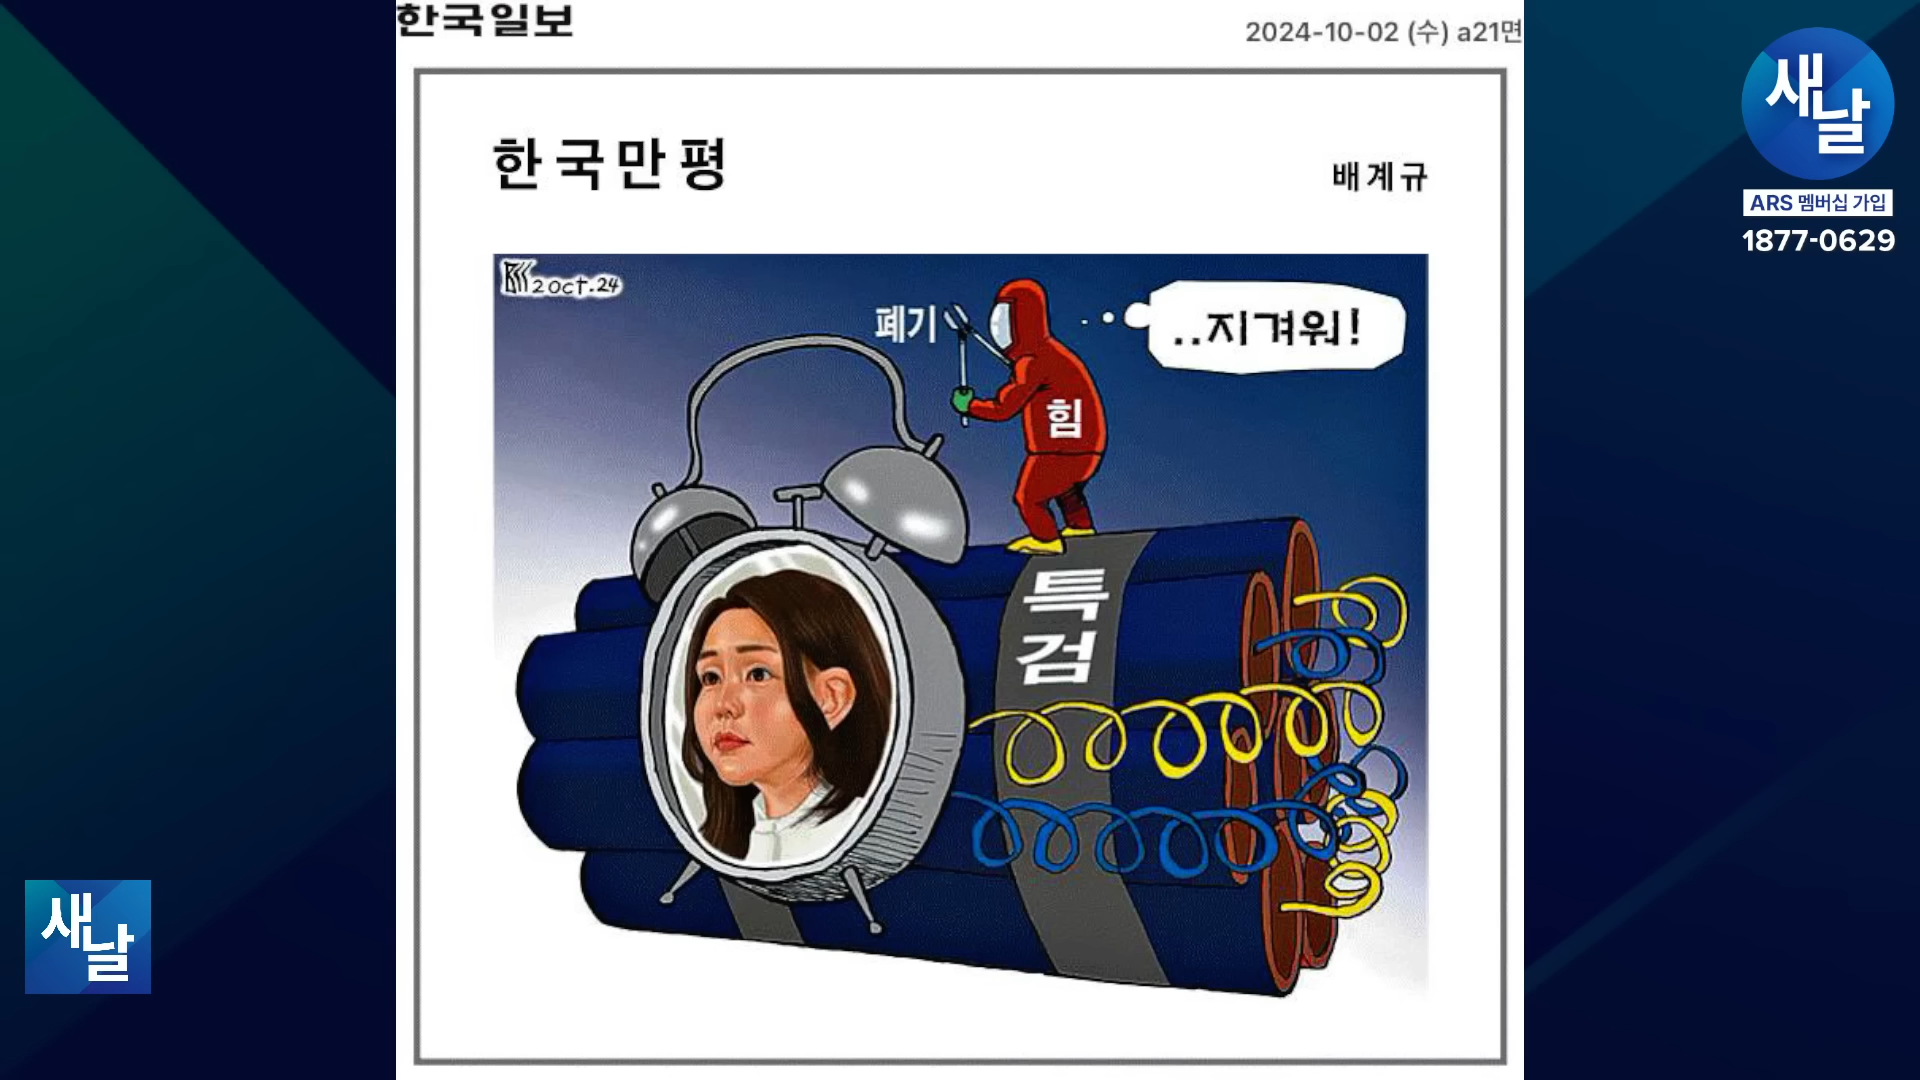 한국일보
2024-10-02 (수) a21면
새날
ARS 멤버십 가입
1877-0629
한국만평
배계규
2 oct.24
폐기
..지겨워!
힘
특검
새날